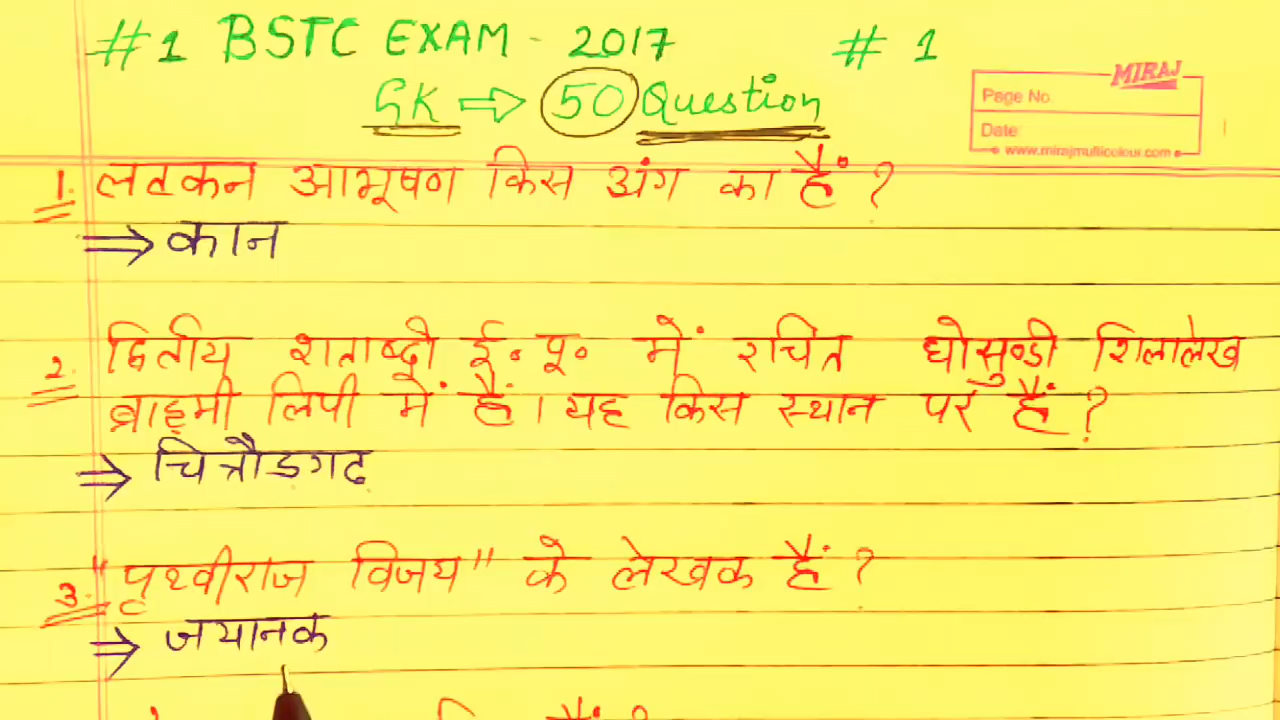 #1 BSTC EXAM - 2017 # 1
GK ⇒ 50 Question
MIRAJ
Page No.
Date
www.mirajmulticolour.com
1. लटकन आभूषण किस अंग का हैं ?
⇒ कान
2. द्वितीय शताब्दी ई. पू. में रचित घोसुण्डी शिलालेख
ब्राह्मी लिपी में हैं। यह किस स्थान पर हैं ?
⇒ चित्तौडगढ
3. "पृथ्वीराज विजय" के लेखक हैं ?
⇒ जयानक